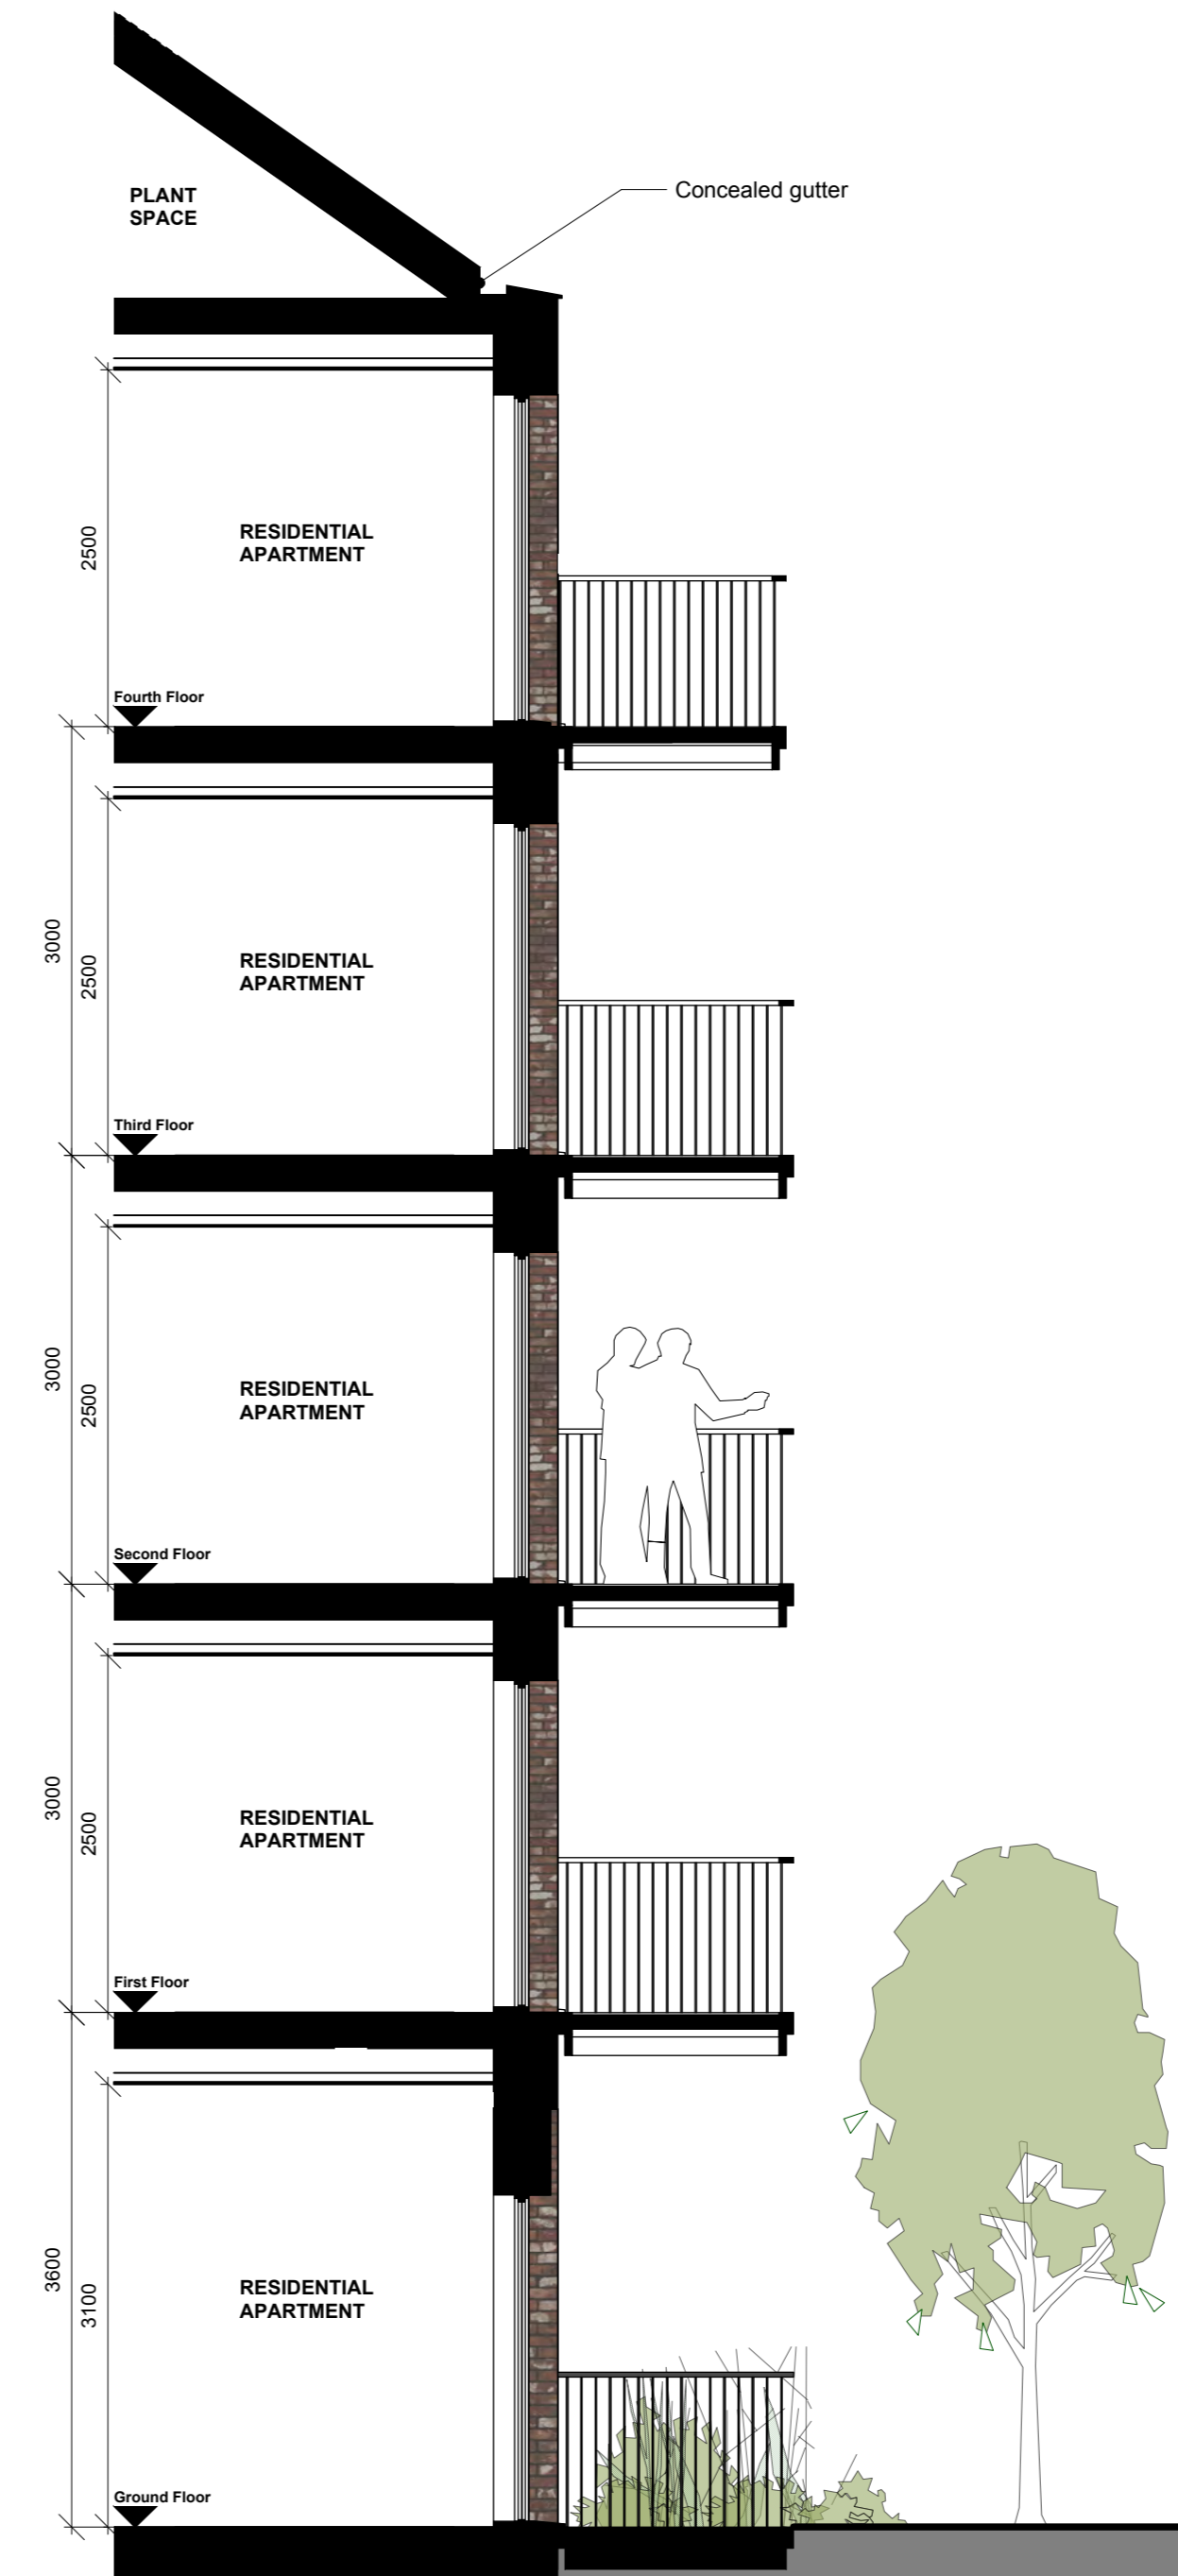 PLANT
SPACE
Concealed gutter
2500
RESIDENTIAL
APARTMENT
Fourth Floor
3000
2500
RESIDENTIAL
APARTMENT
Third Floor
3000
2500
RESIDENTIAL
APARTMENT
Second Floor
3000
2500
RESIDENTIAL
APARTMENT
First Floor
3600
3100
RESIDENTIAL
APARTMENT
Ground Floor